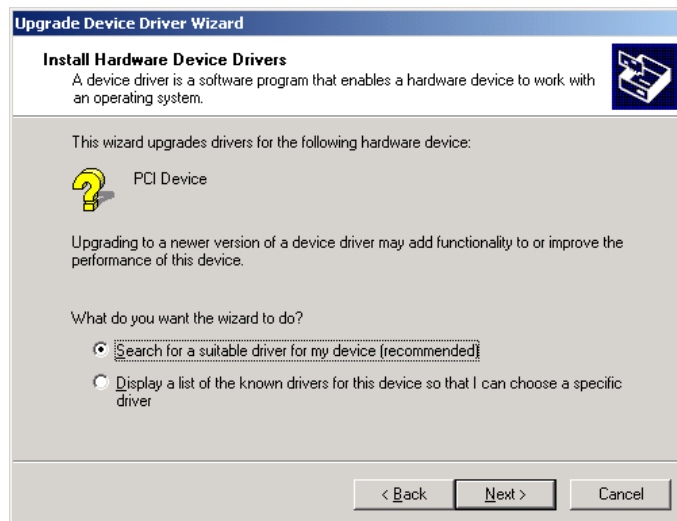 Upgrade Device Driver Wizard
Install Hardware Device Drivers
A device driver is a software program that enables a hardware device to work with
an operating system.
This wizard upgrades drivers for the following hardware device:
PCI Device
Upgrading to a newer version of a device driver may add functionality to or improve the
performance of this device.
What do you want the wizard to do?
Search for a suitable driver for my device (recommended)
Display a list of the known drivers for this device so that I can choose a specific
driver
< Back
Next >
Cancel